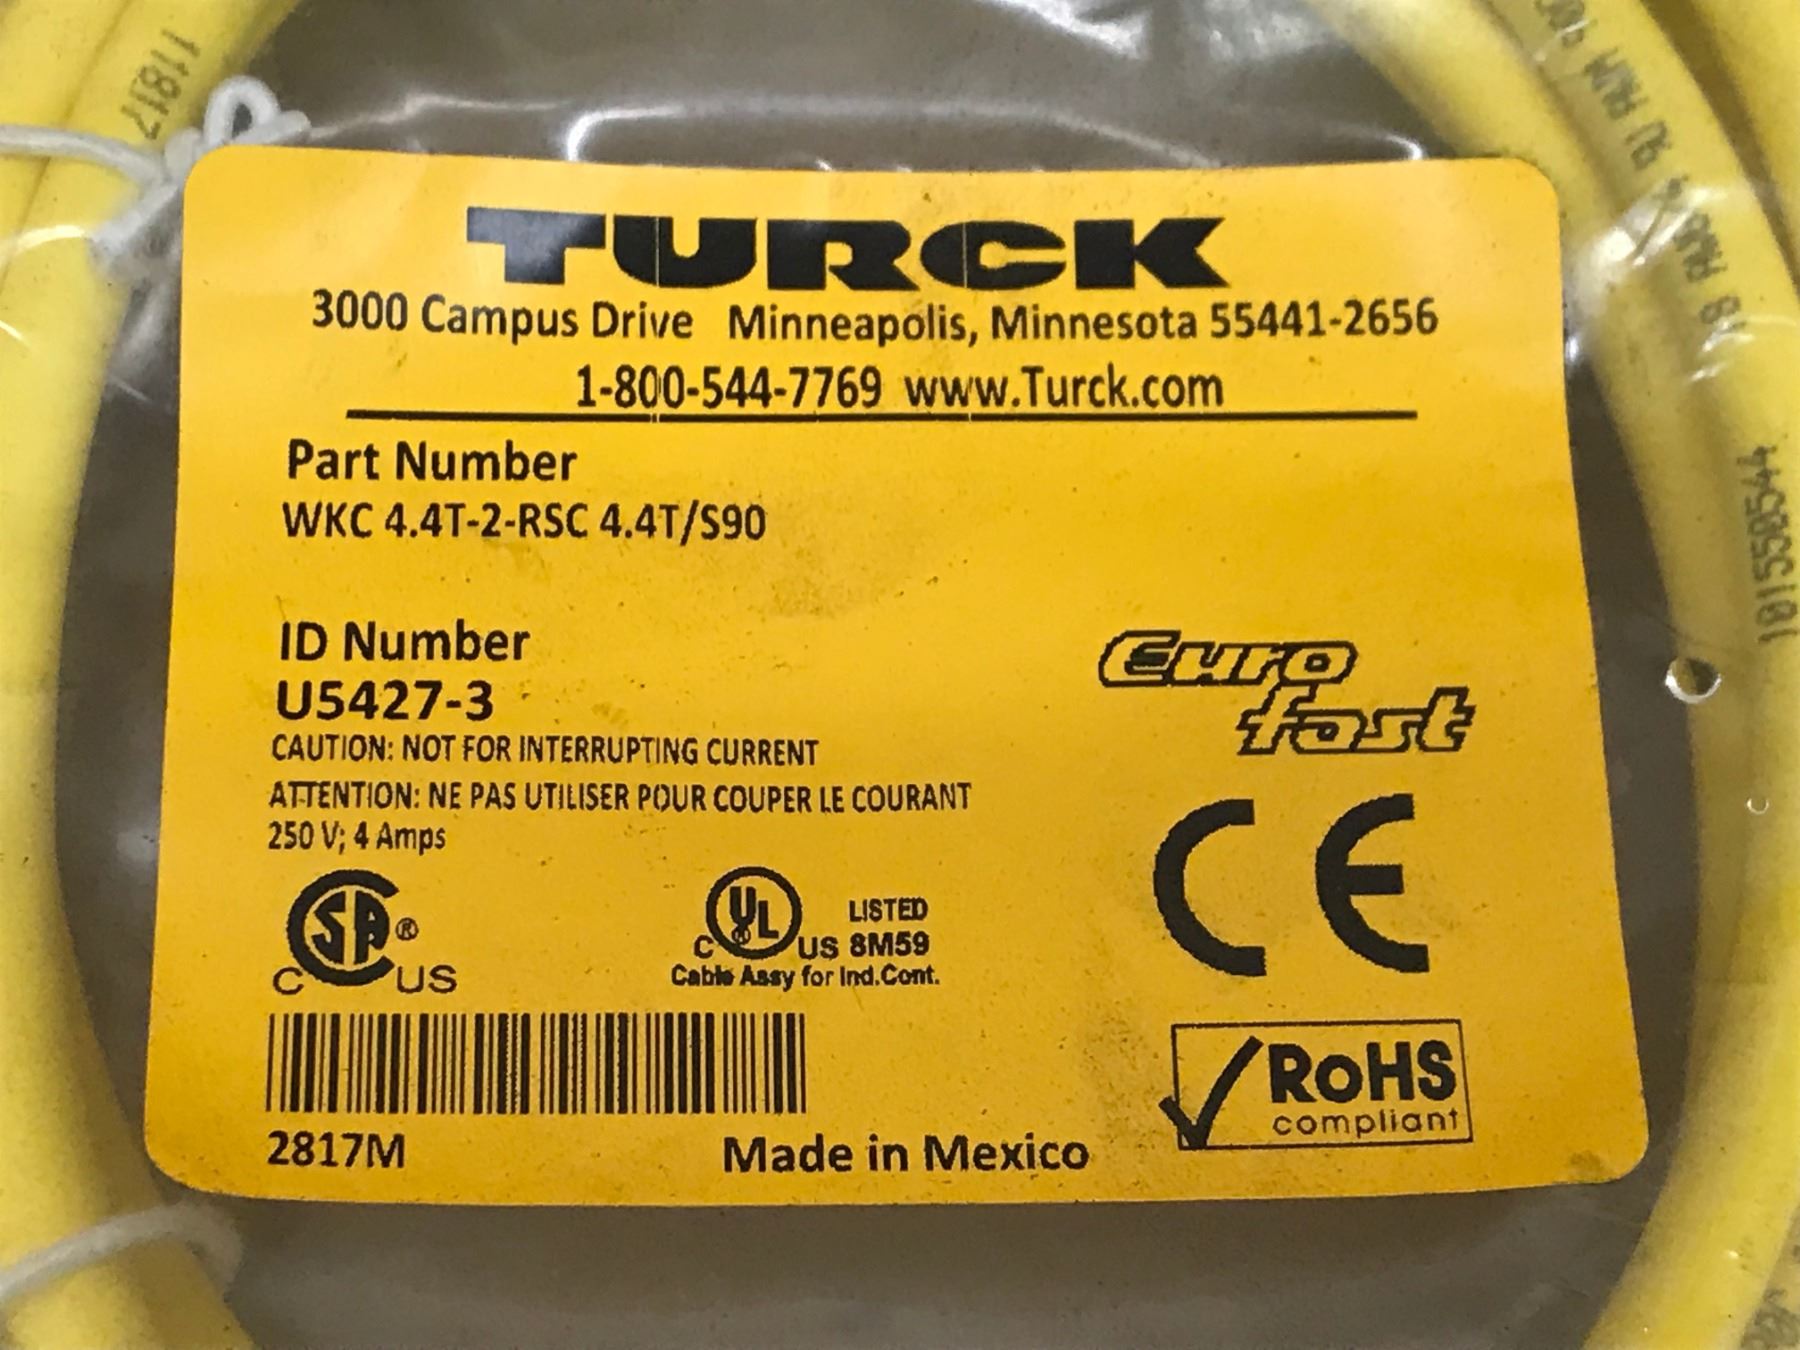 TURCK
3000 Campus Drive Minneapolis, Minnesota 55441-2656
1-800-544-7769 www.Turck.com
Part Number
WKC 4.4T-2-RSC 4.4T/S90
ID Number
U5427-3
CAUTION: NOT FOR INTERRUPTING CURRENT
ATTENTION: NE PAS UTILISER POUR COUPER LE COURANT
250 V; 4 Amps
Euro
fast
CE
C SA ® US
C UL ® US LISTED
8M59
Cable Assy for Ind.Cont.
RoHS
compliant
2817M
Made in Mexico
11817
101558544